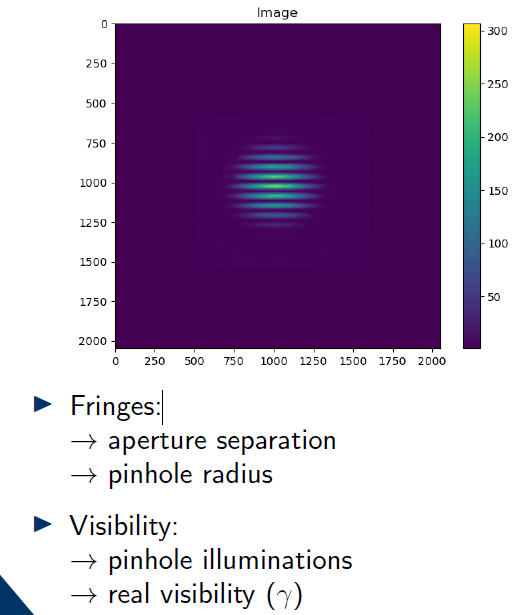 Image
0
250
500
750
1000
1250
1500
1750
2000
0 250 500 750 1000 1250 1500 1750 2000
300
250
200
150
100
50
▶ Fringes:
→ aperture separation
→ pinhole radius
▶ Visibility:
→ pinhole illuminations
→ real visibility (γ)